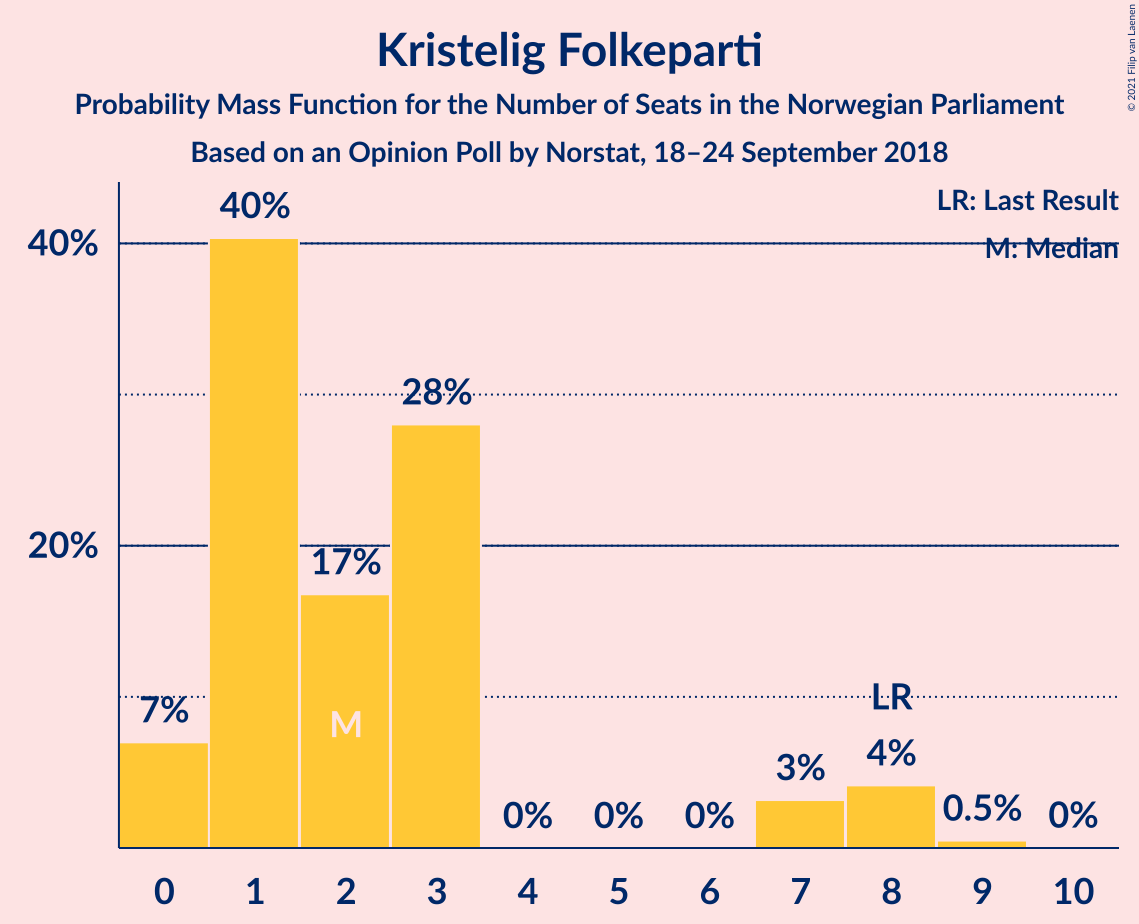 Kristelig Folkeparti
Probability Mass Function for the Number of Seats in the Norwegian Parliament
Based on an Opinion Poll by Norstat, 18–24 September 2018
© 2021 Filip van Laenen
LR: Last Result
M: Median
40%
20%
7%
40%
17%
28%
0%
0%
0%
3%
4%
0.5%
0%
M
LR
0 1 2 3 4 5 6 7 8 9 10